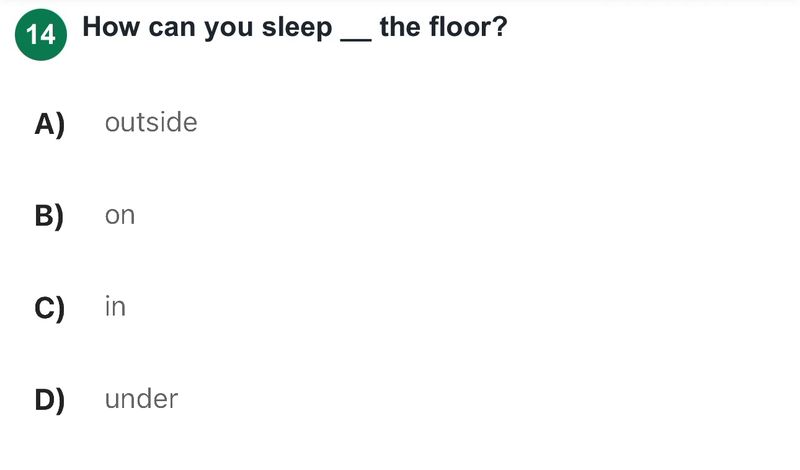 14 How can you sleep __ the floor?
A) outside
B) on
C) in
D) under